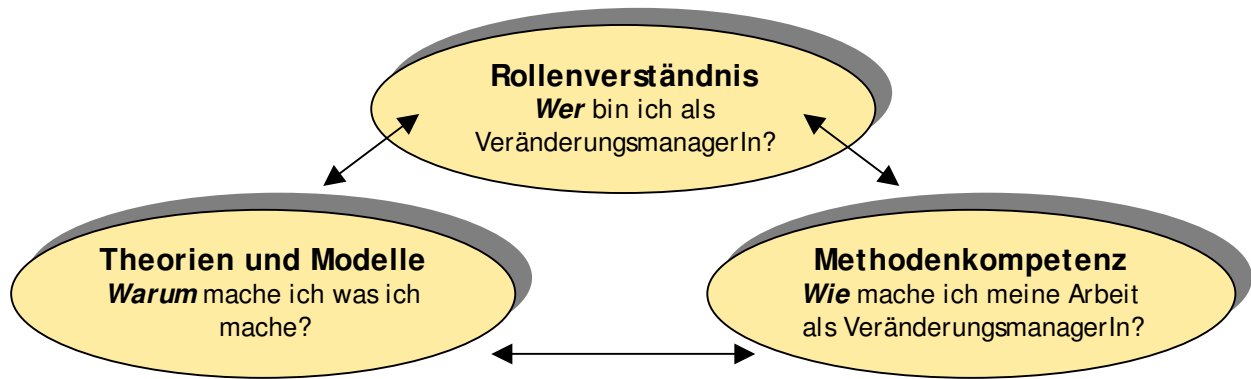 Rollenverständnis
Wer bin ich als
VeränderungsmanagerIn?
Theorien und Modelle
Warum mache ich was ich
mache?
Methodenkompetenz
Wie mache ich meine Arbeit
als VeränderungsmanagerIn?